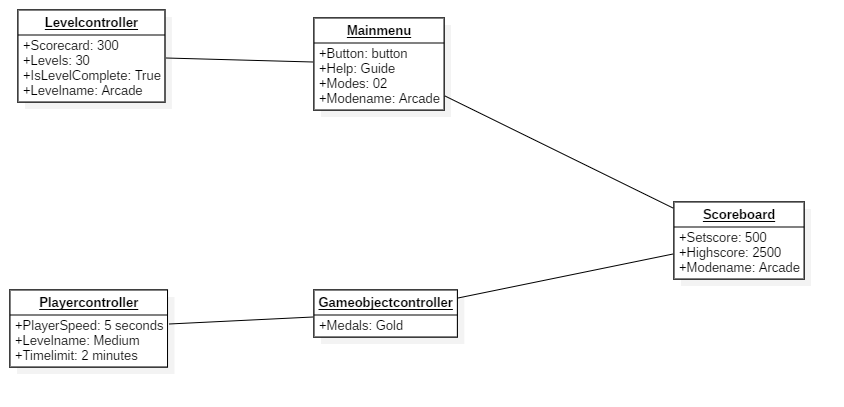 Levelcontroller
+Scorecard: 300
+Levels: 30
+IsLevelComplete: True
+Levelname: Arcade
Mainmenu
+Button: button
+Help: Guide
+Modes: 02
+Modename: Arcade
Scoreboard
+Setscore: 500
+Highscore: 2500
+Modename: Arcade
Playercontroller
+PlayerSpeed: 5 seconds
+Levelname: Medium
+Timelimit: 2 minutes
Gameobjectcontroller
+Medals: Gold